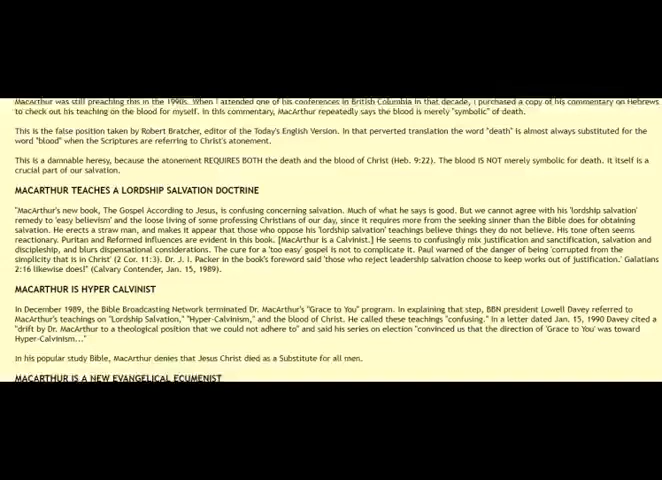 MacArthur was still preaching this in the 1990s. When I attended one of his conferences in British Columbia in that decade, I purchased a copy of his commentary on Hebrews
to check out his teaching on the blood for myself. In this commentary, MacArthur repeatedly says the blood is merely "symbolic" of death.
This is the false position taken by Robert Bratcher, editor of the Today's English Version. In that perverted translation the word "death" is almost always substituted for the
word "blood" when the Scriptures are referring to Christ's atonement.
This is a damnable heresy, because the atonement REQUIRES BOTH the death and the blood of Christ (Heb. 9:22). The blood IS NOT merely symbolic for death. It itself is a
crucial part of our salvation.
MACARTHUR TEACHES A LORDSHIP SALVATION DOCTRINE
"MacArthur's new book, The Gospel According to Jesus, is confusing concerning salvation. Much of what he says is good. But we cannot agree with his 'lordship salvation'
remedy to 'easy believism' and the loose living of some professing Christians of our day, since it requires more from the seeking sinner than the Bible does for obtaining
salvation. He erects a straw man, and makes it appear that those who oppose his 'lordship salvation' teachings believe things they do not believe. His tone often seems
reactionary. Puritan and Reformed influences are evident in this book. [MacArthur is a Calvinist.] He seems to confusingly mix justification and sanctification, salvation and
discipleship, and blurs dispensational considerations. The cure for a 'too easy' gospel is not to complicate it. Paul warned of the danger of being 'corrupted from the
simplicity that is in Christ' (2 Cor. 11:3). Dr. J. I. Packer in the book's foreword said 'those who reject leadership salvation choose to keep works out of justification.' Galatians
2:16 likewise does!" (Calvary Contender, Jan. 15, 1989).
MACARTHUR IS HYPER CALVINIST
In December 1989, the Bible Broadcasting Network terminated Dr. MacArthur's "Grace to You" program. In explaining that step, BBN president Lowell Davey referred to
MacArthur's teachings on "Lordship Salvation," "Hyper-Calvinism," and the blood of Christ. He called these teachings "confusing." In a letter dated Jan. 15, 1990 Davey cited a
"drift by Dr. MacArthur to a theological position that we could not adhere to" and said his series on election "convinced us that the direction of 'Grace to You' was toward
Hyper-Calvinism..."
In his popular study Bible, MacArthur denies that Jesus Christ died as a Substitute for all men.
MACARTHUR IS A NEW EVANGELICAL ECUMENIST